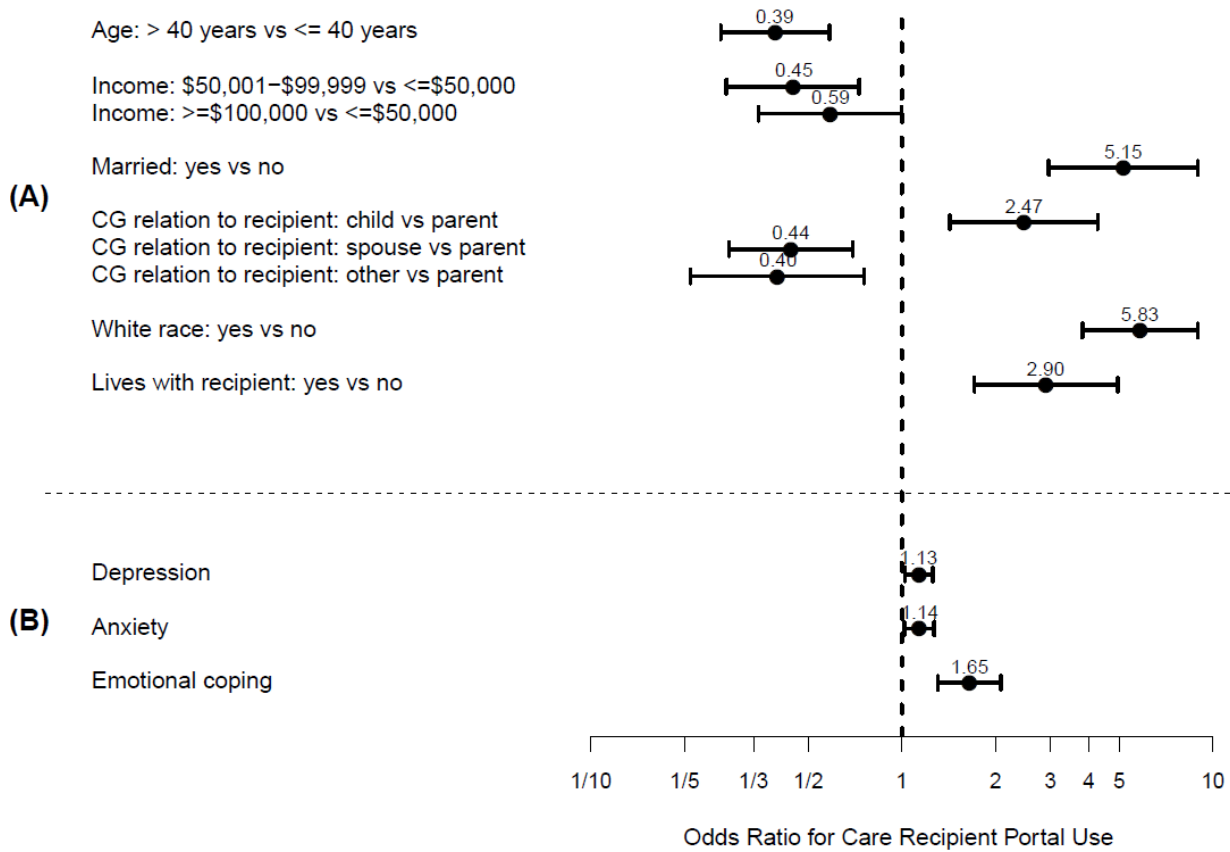 0.39
Age: > 40 years vs <= 40 years
0.45
Income: $50,001−$99,999 vs <=$50,000
0.59
Income: >=$100,000 vs <=$50,000
5.15
Married: yes vs no
(A)
2.47
CG relation to recipient: child vs parent
0.44
CG relation to recipient: spouse vs parent
0.40
CG relation to recipient: other vs parent
5.83
White race: yes vs no
2.90
Lives with recipient: yes vs no
1.13
Depression
(B)
1.14
Anxiety
1.65
Emotional coping
1/10 1/5 1/3 1/2 1 2 3 4 5 10
Odds Ratio for Care Recipient Portal Use